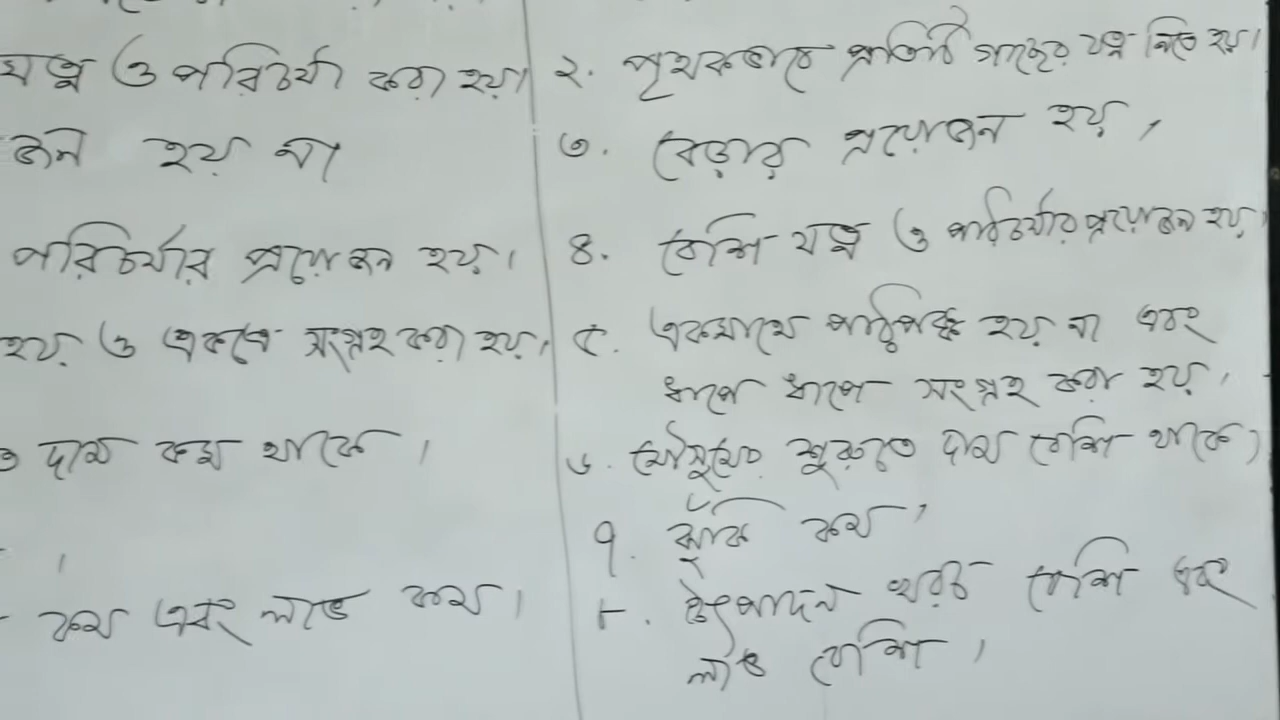 যত্ন ও পরিচর্যা করা হয়।
২. পৃথকভাবে প্রতিটি গাছের যত্ন নিতে হয়।
জন হয় না
৩. বেড়ার প্রয়োজন হয়।
পরিচর্যার প্রয়োজন হয়।
৪. বেশি যত্ন ও পরিচর্যার প্রয়োজন হয়।
হয় ও একত্রে সংগ্রহ করা হয়।
৫. একসাথে পরিপক্ক হয় না এবং
ধাপে ধাপে সংগ্রহ করা হয়।
দাম কম থাকে।
৬. মৌসুমের শুরুতে দাম বেশি থাকে।
৭. ঝুঁকি কম।
কম এবং লাভ কম।
৮. উৎপাদন খরচ বেশি এবং
লাভ বেশি।